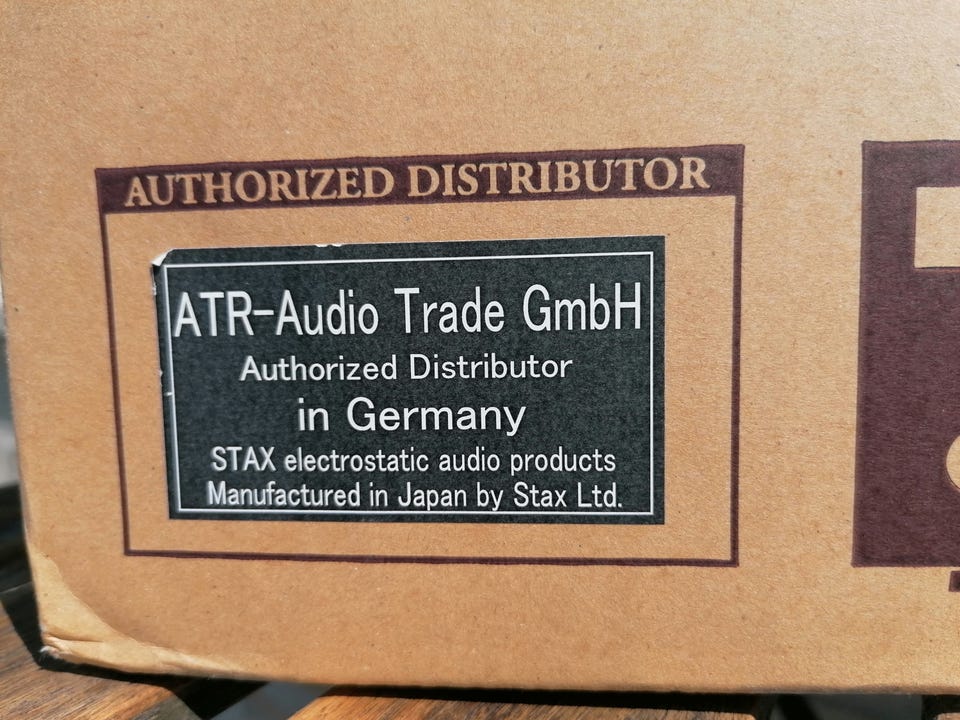 AUTHORIZED DISTRIBUTOR
ATR-Audio Trade GmbH
Authorized Distributor
in Germany
STAX electrostatic audio products
Manufactured in Japan by Stax Ltd.